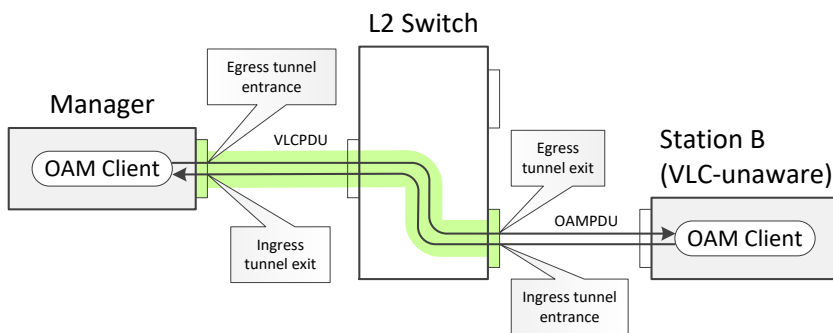 L2 Switch
Egress tunnel
entrance
Manager
VLCPDU
OAM Client
Ingress
tunnel exit
Egress
tunnel exit
Station B
(VLC-unaware)
OAMPDU
OAM Client
Ingress tunnel
entrance